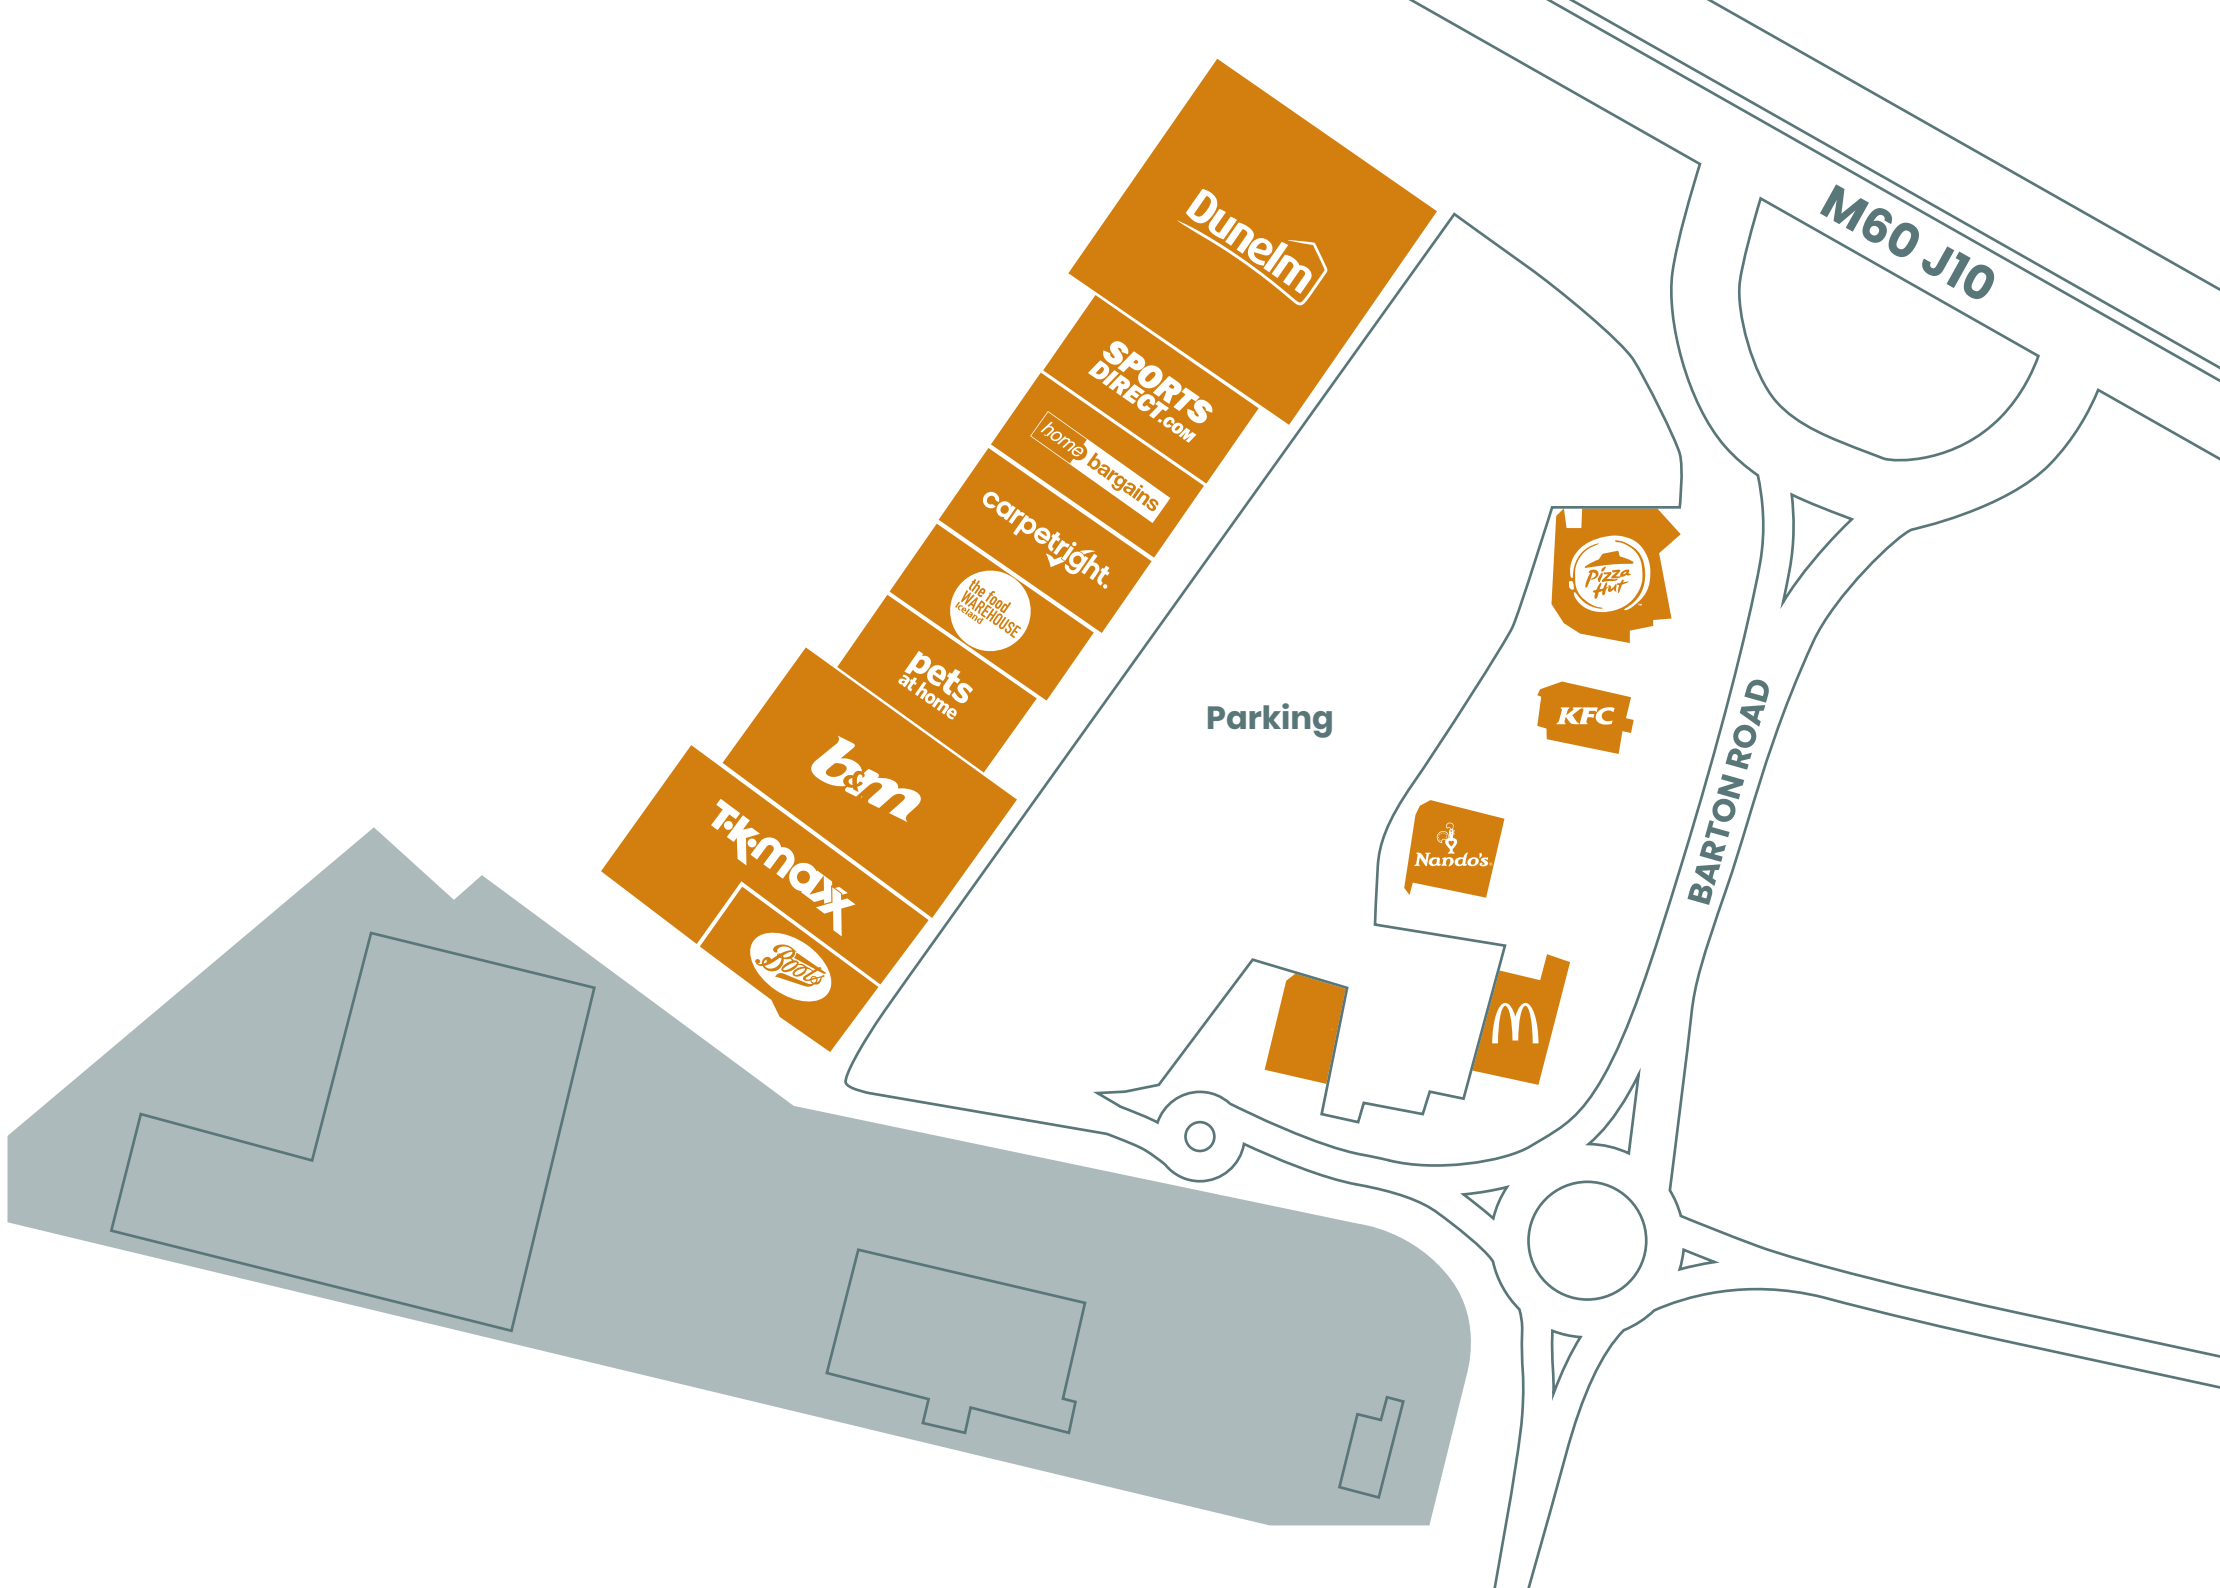 M60 J10
Dunelm
SPORTS
DIRECT.COM
home bargains
carpetright.
the food
WAREHOUSE
Iceland
Pizza
Hut
pets
at home
Parking
KFC
BARTON ROAD
b&m
T.K.maxx
Nando's
Boots
M